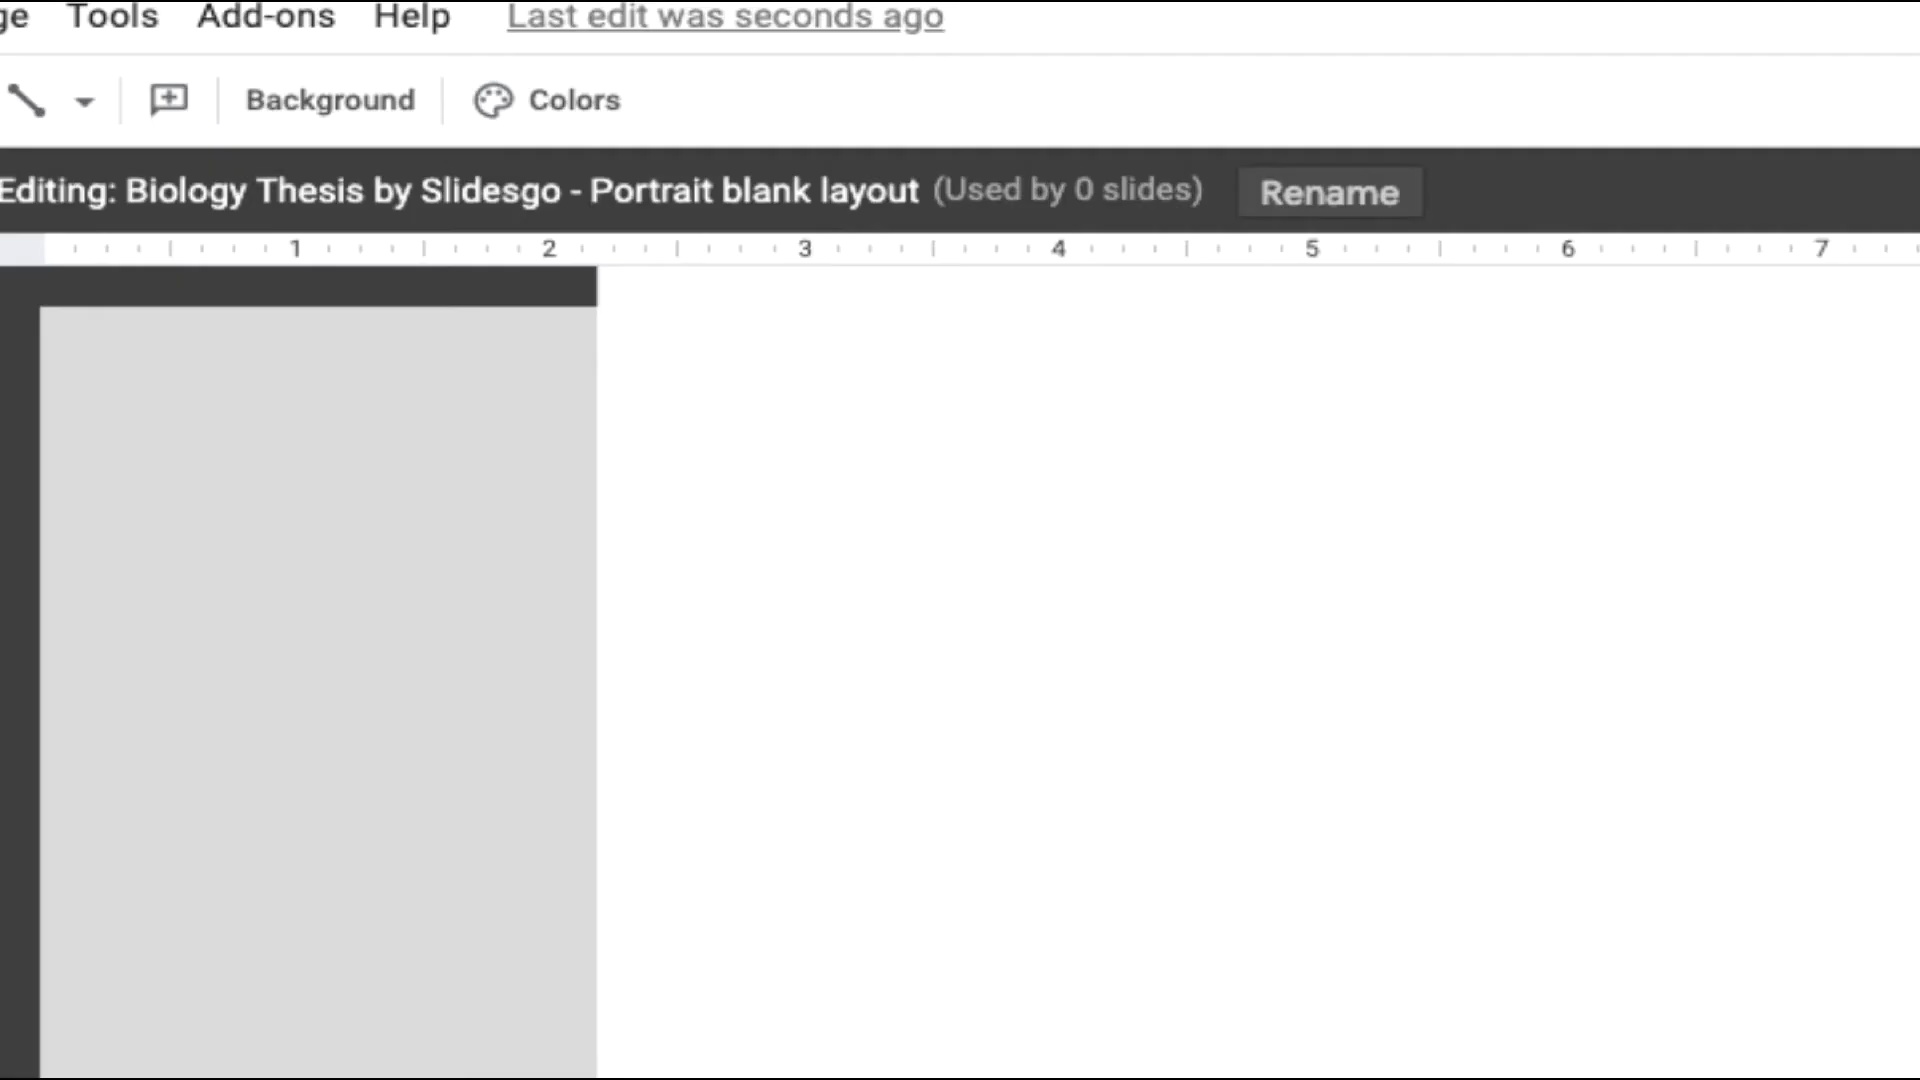 ge Tools Add-ons Help Last edit was seconds ago
Background Colors
Editing: Biology Thesis by Slidesgo - Portrait blank layout (Used by 0 slides) Rename
1 2 3 4 5 6 7